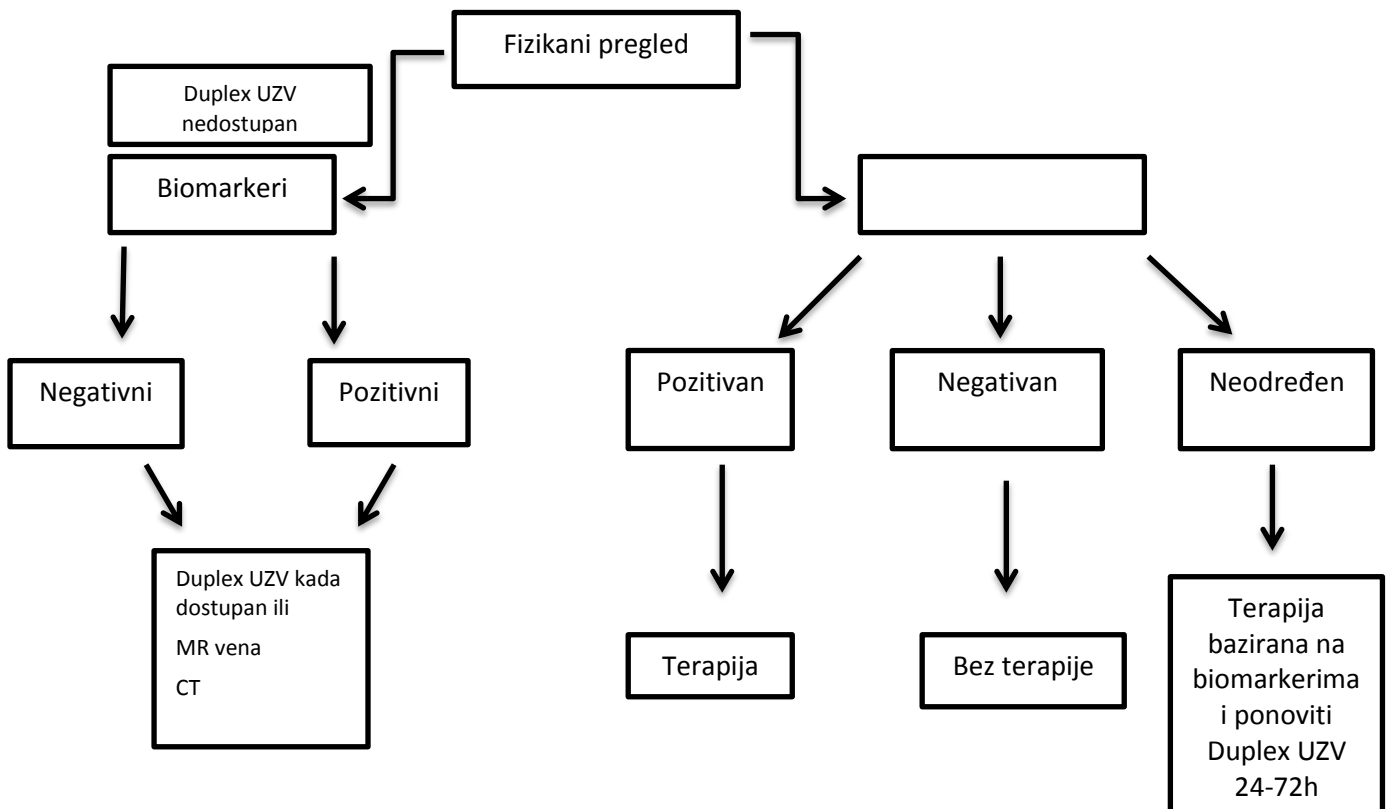 Fizikani pregled
Duplex UZV
nedostupan
Biomarkeri
Negativni
Pozitivni
Pozitivan
Negativan
Neodređen
Duplex UZV kada
dostupan ili
MR vena
CT
Terapija
Bez terapije
Terapija
bazirana na
biomarkerima
i ponoviti
Duplex UZV
24-72h